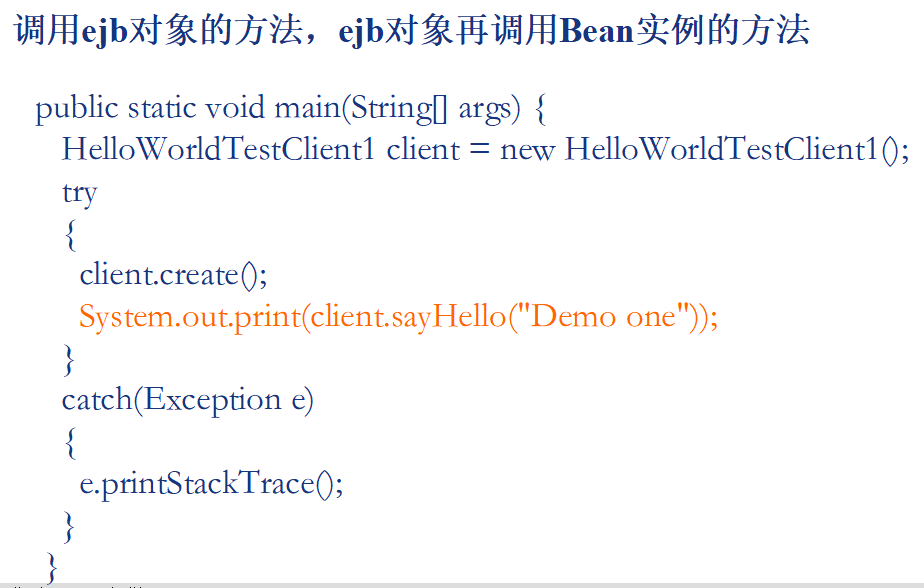 调用ejb对象的方法，ejb对象再调用Bean实例的方法
public static void main(String[] args) {
HelloWorldTestClient1 client = new HelloWorldTestClient1();
try
{
client.create();
System.out.print(client.sayHello("Demo one"));
}
catch(Exception e)
{
e.printStackTrace();
}
}